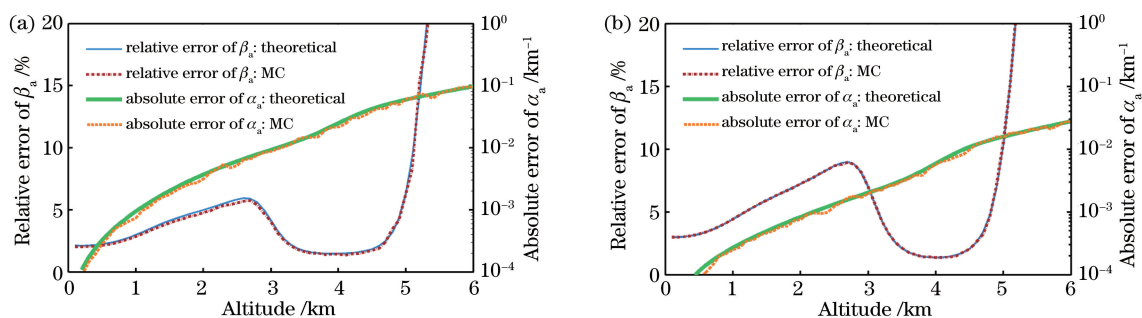 (a)
20
15
10
5
0
Relative error of βₐ /%
relative error of βₐ: theoretical
relative error of βₐ: MC
absolute error of αₐ: theoretical
absolute error of αₐ: MC
10⁰
10⁻¹
10⁻²
10⁻³
10⁻⁴
Absolute error of αₐ /km⁻¹
0 1 2 3 4 5 6
Altitude /km
(b)
20
15
10
5
0
Relative error of βₐ /%
relative error of βₐ: theoretical
relative error of βₐ: MC
absolute error of αₐ: theoretical
absolute error of αₐ: MC
10⁰
10⁻¹
10⁻²
10⁻³
10⁻⁴
Absolute error of αₐ /km⁻¹
0 1 2 3 4 5 6
Altitude /km